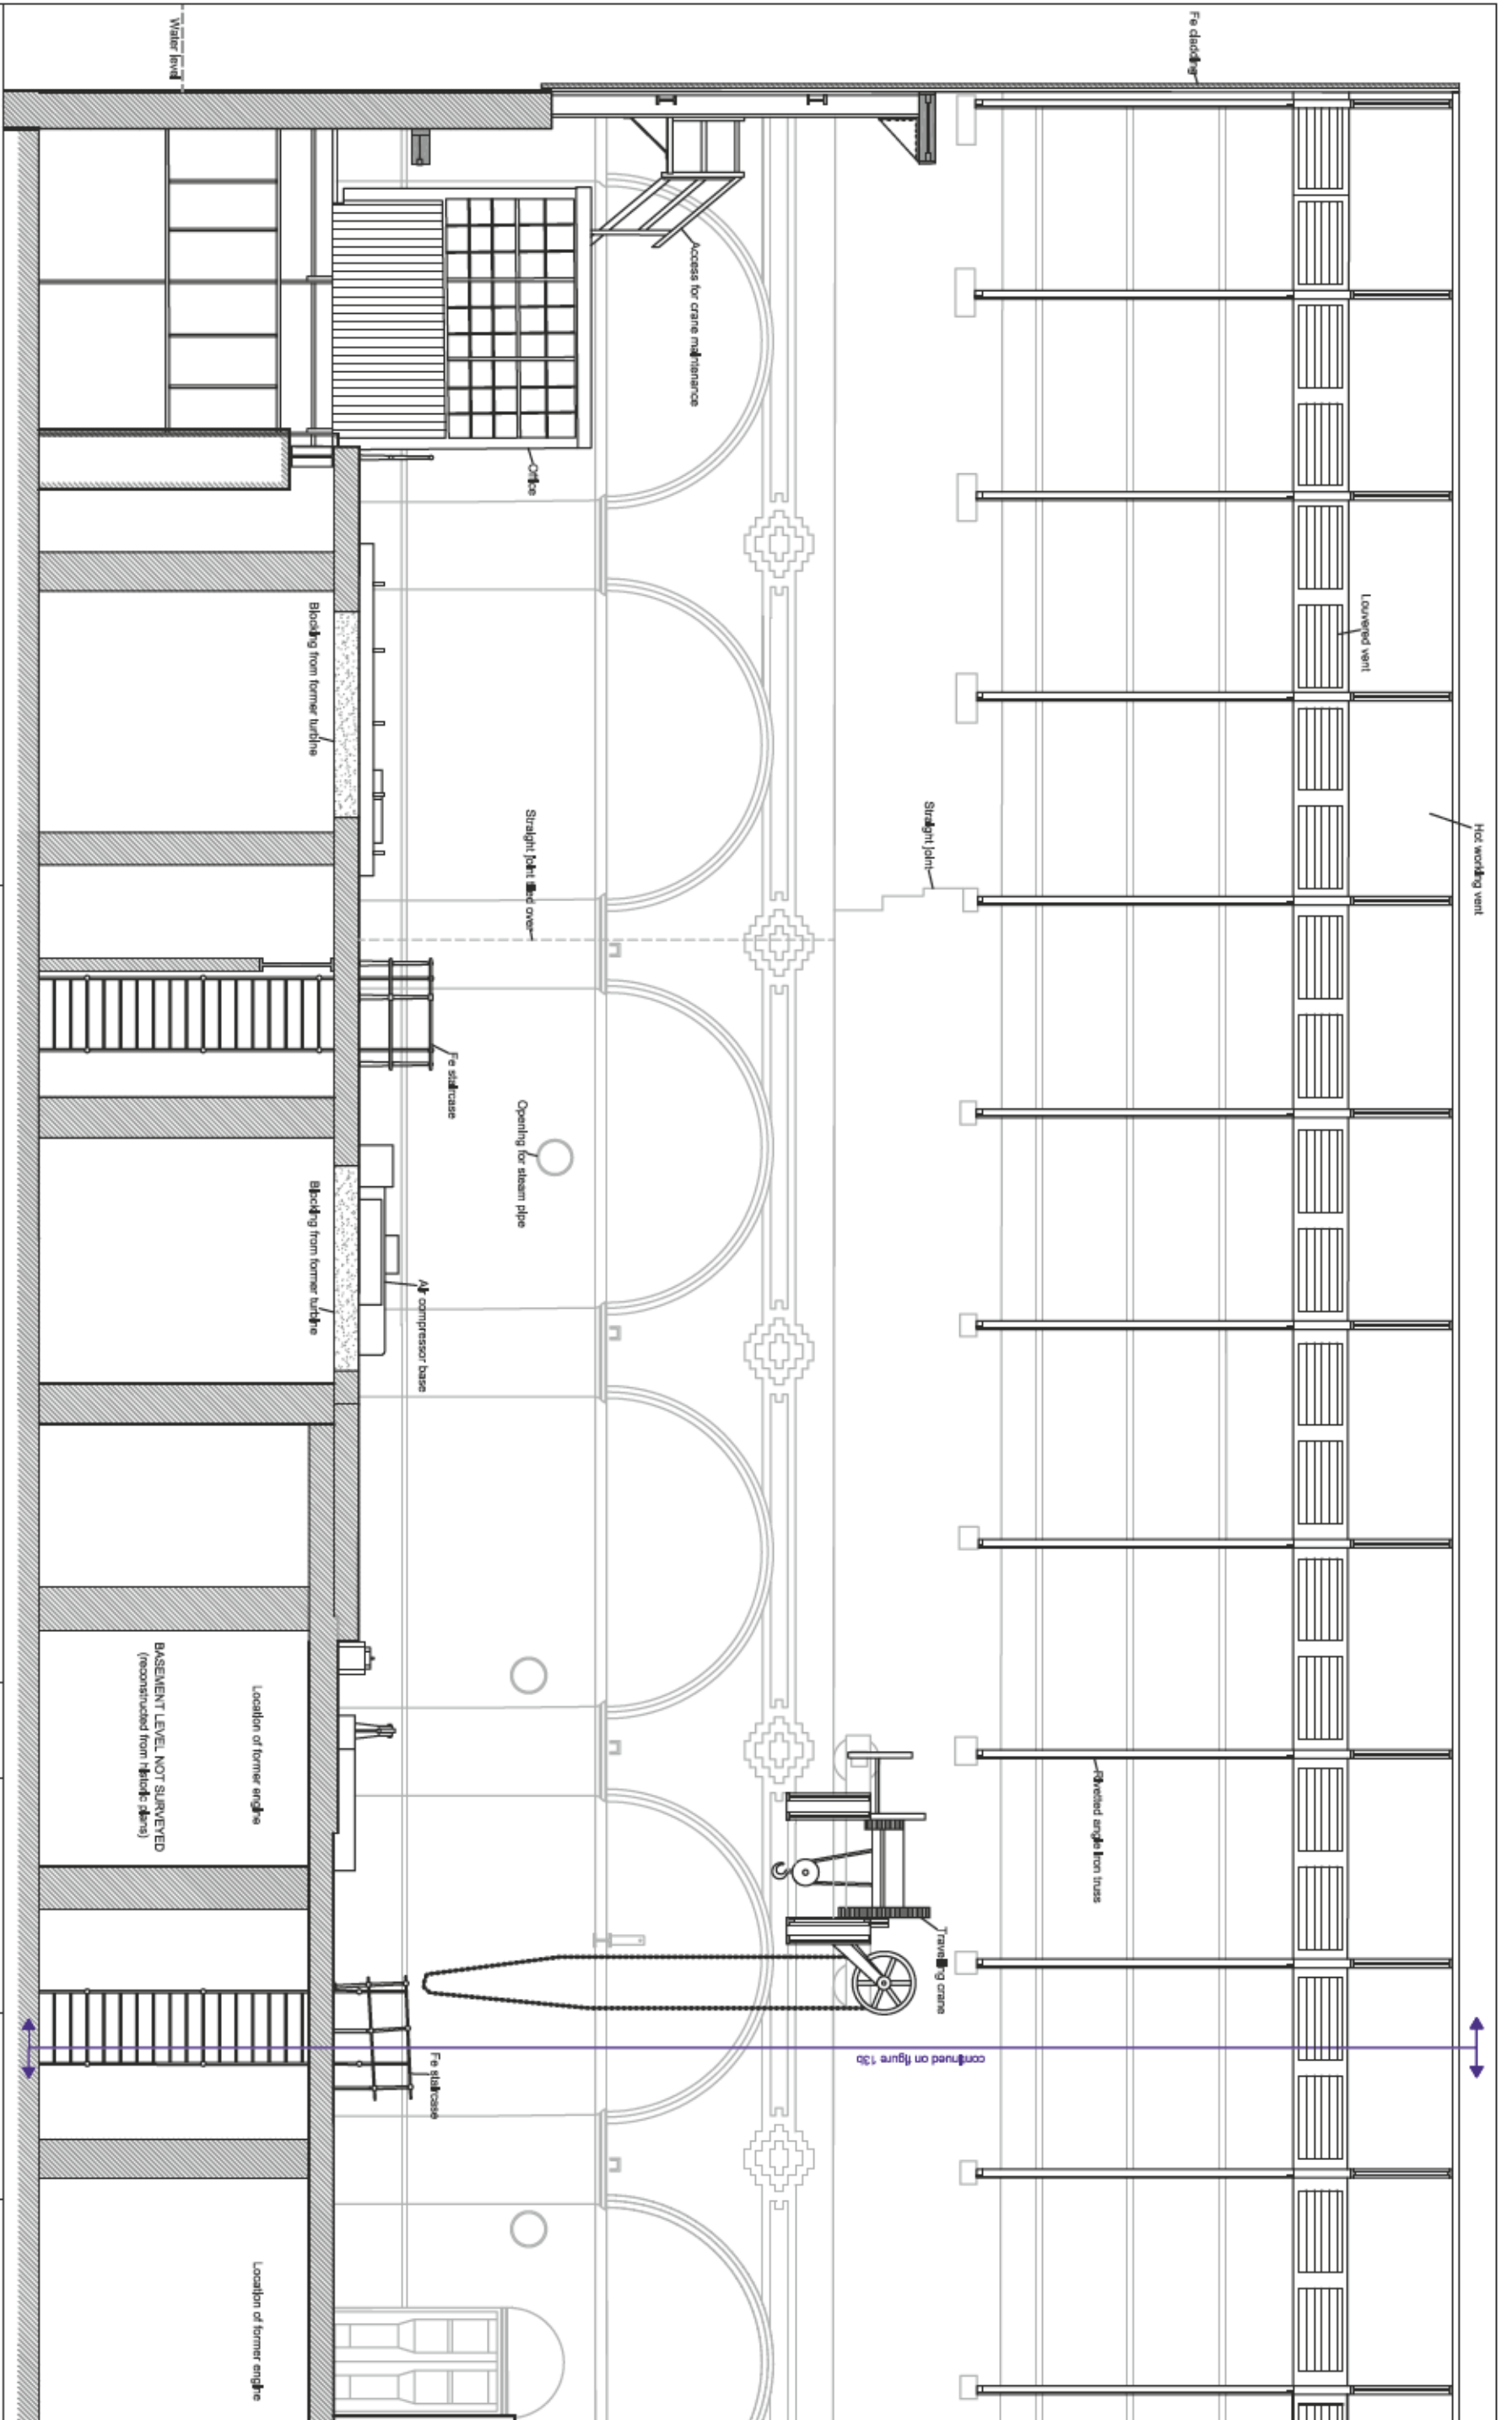 Water level
Fe cladding
Access for crane maintenance
Office
Louvered vent
Hot working vent
Blocking from former turbine
Straight joint tiled over
Straight joint
Fe staircase
Opening for steam pipe
Blocking from former turbine
Air compressor base
Rivetted angle iron truss
Travelling crane
BASEMENT LEVEL NOT SURVEYED
(reconstructed from historic plans)
Location of former engine
continued on figure 13b
Fe staircase
Location of former engine